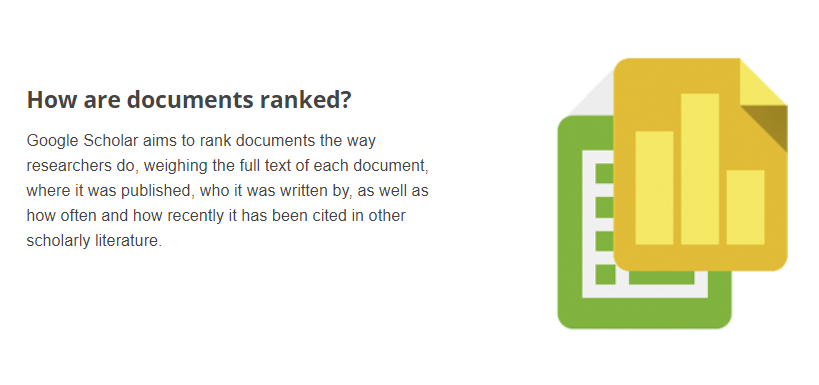 How are documents ranked?
Google Scholar aims to rank documents the way
researchers do, weighing the full text of each document,
where it was published, who it was written by, as well as
how often and how recently it has been cited in other
scholarly literature.